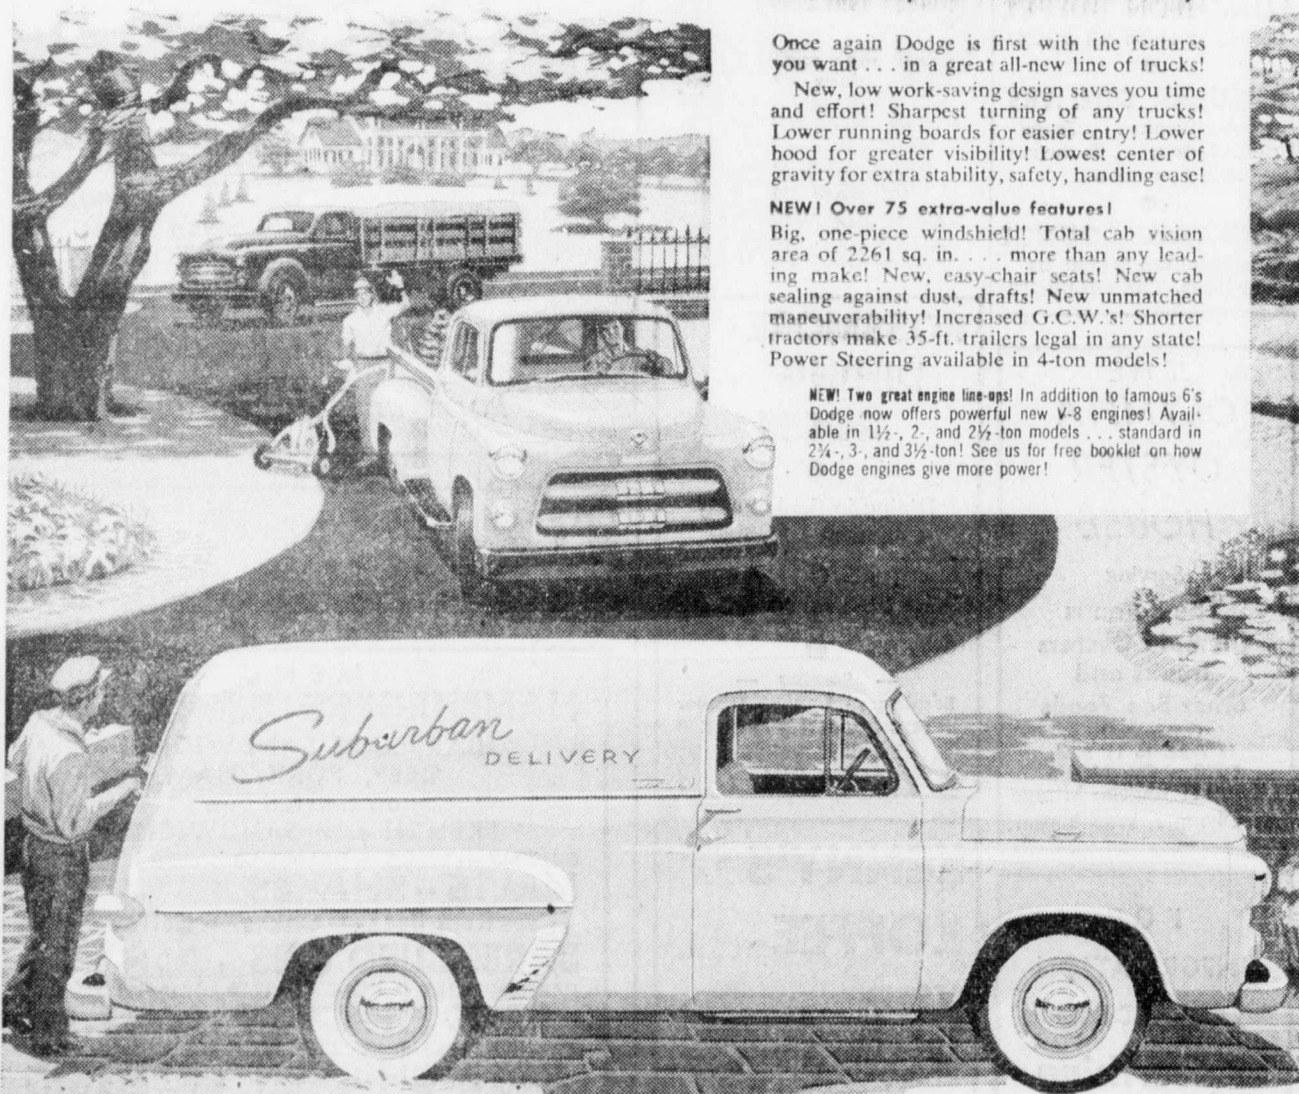 Once again Dodge is first with the features
you want . . . in a great all-new line of trucks!
New, low work-saving design saves you time
and effort! Sharpest turning of any trucks!
Lower running boards for easier entry! Lower
hood for greater visibility! Lowest center of
gravity for extra stability, safety, handling ease!
NEW! Over 75 extra-value features!
Big, one-piece windshield! Total cab vision
area of 2261 sq. in. . . . more than any lead-
ing make! New, easy-chair seats! New cab
sealing against dust, drafts! New unmatched
maneuverability! Increased G.C.W.'s! Shorter
tractors make 35-ft. trailers legal in any state!
Power Steering available in 4-ton models!
NEW! Two great engine line-ups! In addition to famous 6's
Dodge now offers powerful new V-8 engines! Avail-
able in 1½-, 2-, and 2½-ton models . . . standard in
2¾-, 3-, and 3½-ton! See us for free booklet on how
Dodge engines give more power!
Suburban
DELIVERY